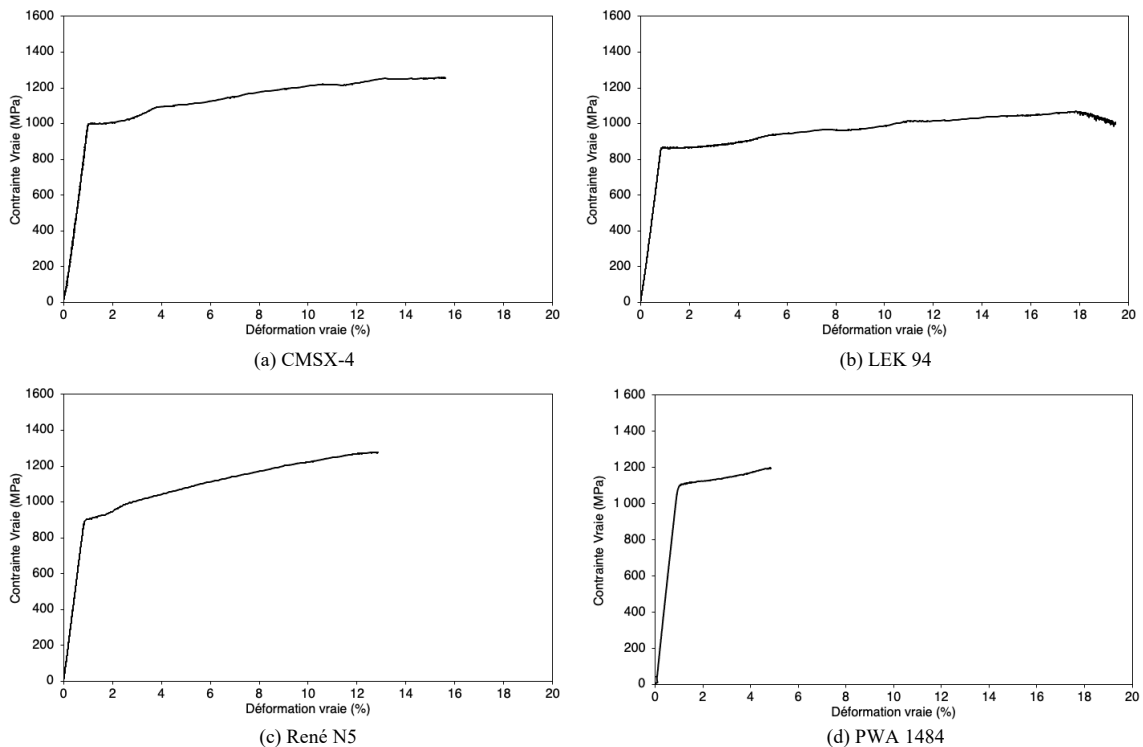 1600
1400
1200
1000
800
600
400
200
0
Contrainte Vraie (MPa)
0 2 4 6 8 10 12 14 16 18 20
Déformation vraie (%)
(a) CMSX-4
1600
1400
1200
1000
800
600
400
200
0
Contrainte Vraie (MPa)
0 2 4 6 8 10 12 14 16 18 20
Déformation vraie (%)
(b) LEK 94
1600
1400
1200
1000
800
600
400
200
0
Contrainte Vraie (MPa)
0 2 4 6 8 10 12 14 16 18 20
Déformation vraie (%)
(c) René N5
1 600
1 400
1 200
1 000
800
600
400
200
0
Contrainte Vraie (MPa)
0 2 4 6 8 10 12 14 16 18 20
Déformation vraie (%)
(d) PWA 1484